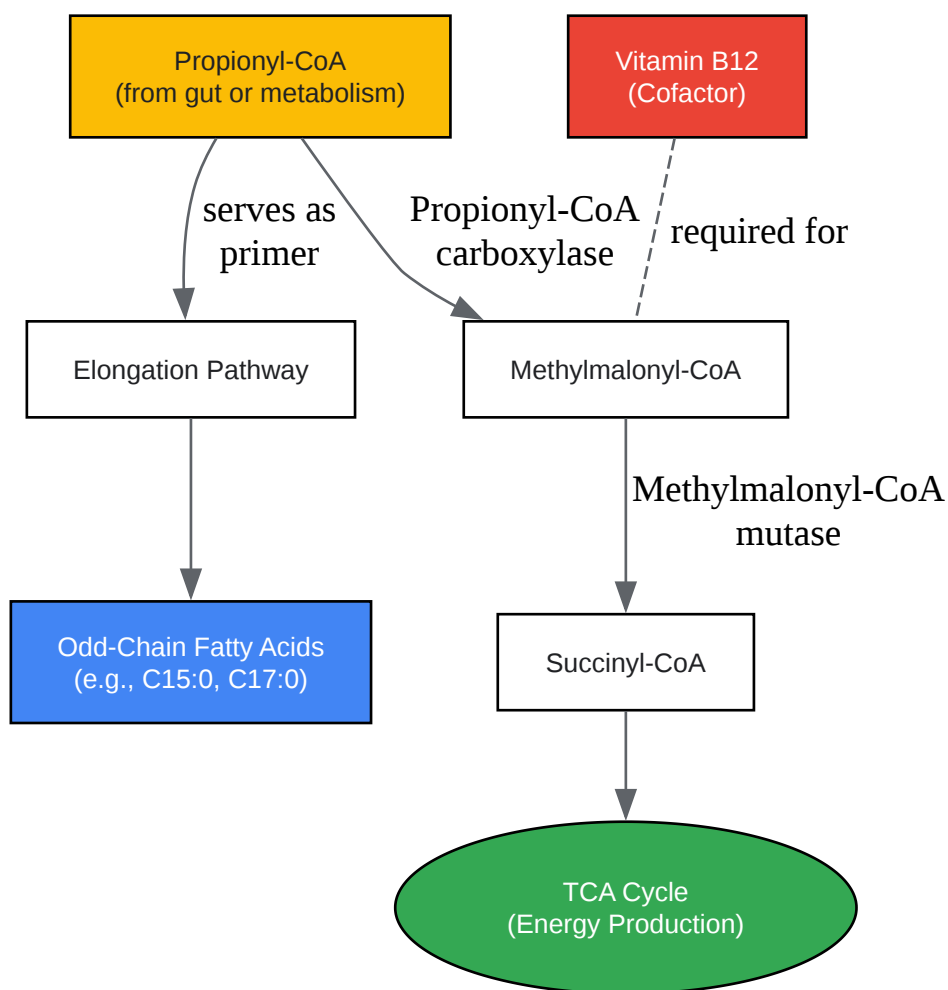 Propionyl-CoA
(from gut or metabolism)
Vitamin B12
(Cofactor)
serves as
primer
Propionyl-CoA
carboxylase
required for
Elongation Pathway
Methylmalonyl-CoA
Methylmalonyl-CoA
mutase
Odd-Chain Fatty Acids
(e.g., C15:0, C17:0)
Succinyl-CoA
TCA Cycle
(Energy Production)